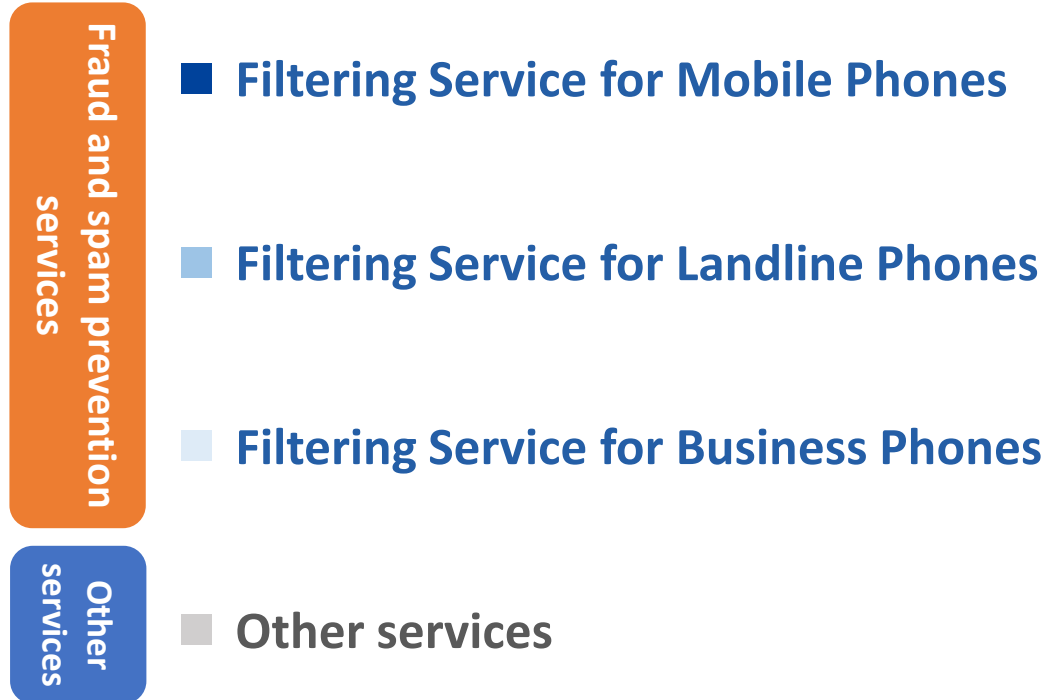 Fraud and spam prevention
services
Filtering Service for Mobile Phones
Filtering Service for Landline Phones
Filtering Service for Business Phones
Other
services
Other services